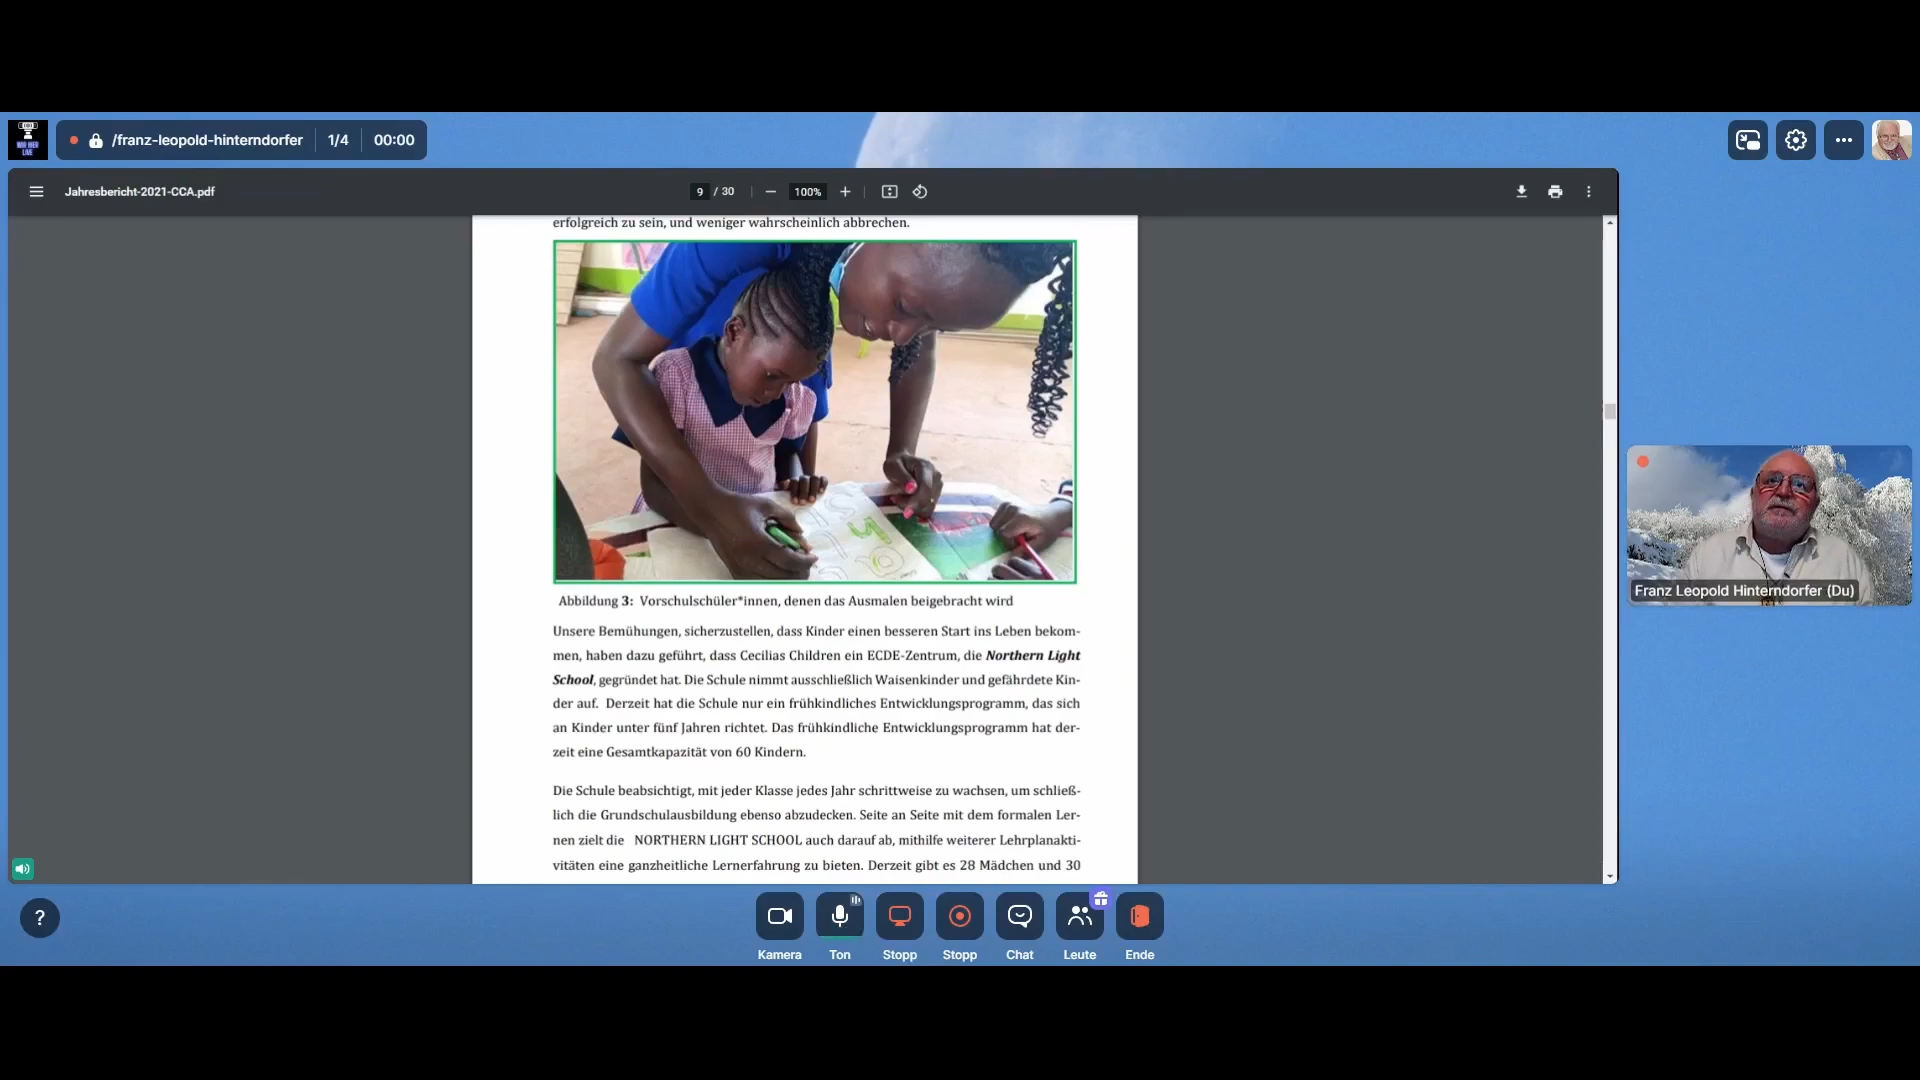 WIR HIER
LIVE
/franz-leopold-hinterndorfer 1/4 00:00
Jahresbericht-2021-CCA.pdf
9 / 30 100%
erfolgreich zu sein, und weniger wahrscheinlich abbrechen.
Abbildung 3: Vorschulschüler*innen, denen das Ausmalen beigebracht wird
Unsere Bemühungen, sicherzustellen, dass Kinder einen besseren Start ins Leben bekom-
men, haben dazu geführt, dass Cecilias Children ein ECDE-Zentrum, die Northern Light
School, gegründet hat. Die Schule nimmt ausschließlich Waisenkinder und gefährdete Kin-
der auf. Derzeit hat die Schule nur ein frühkindliches Entwicklungsprogramm, das sich
an Kinder unter fünf Jahren richtet. Das frühkindliche Entwicklungsprogramm hat der-
zeit eine Gesamtkapazität von 60 Kindern.
Die Schule beabsichtigt, mit jeder Klasse jedes Jahr schrittweise zu wachsen, um schließ-
lich die Grundschulausbildung ebenso abzudecken. Seite an Seite mit dem formalen Ler-
nen zielt die NORTHERN LIGHT SCHOOL auch darauf ab, mithilfe weiterer Lehrplanakti-
vitäten eine ganzheitliche Lernerfahrung zu bieten. Derzeit gibt es 28 Mädchen und 30
Franz Leopold Hinterndorfer (Du)
?
Kamera Ton Stopp Stopp Chat Leute Ende